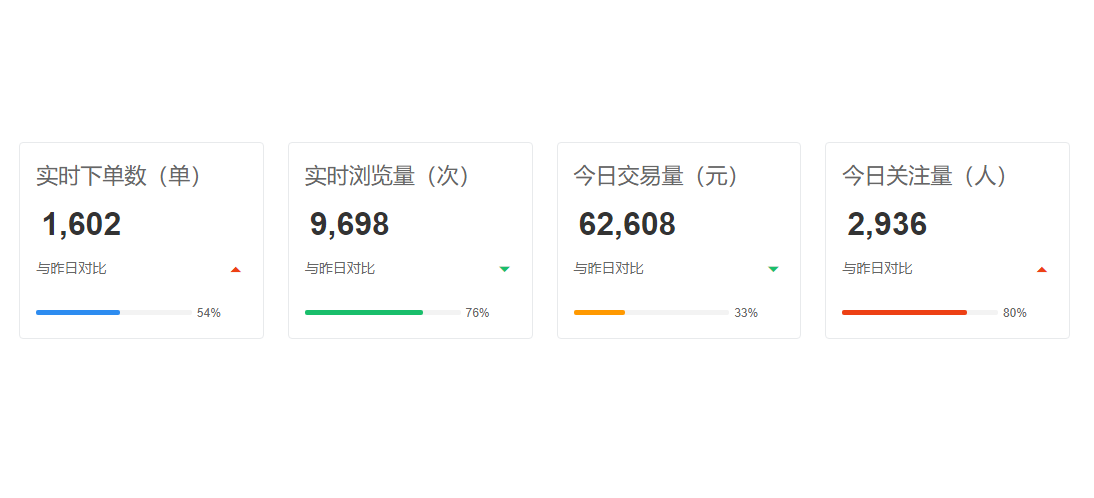 实时下单数（单）
1,602
与昨日对比
54%
实时浏览量（次）
9,698
与昨日对比
76%
今日交易量（元）
62,608
与昨日对比
33%
今日关注量（人）
2,936
与昨日对比
80%